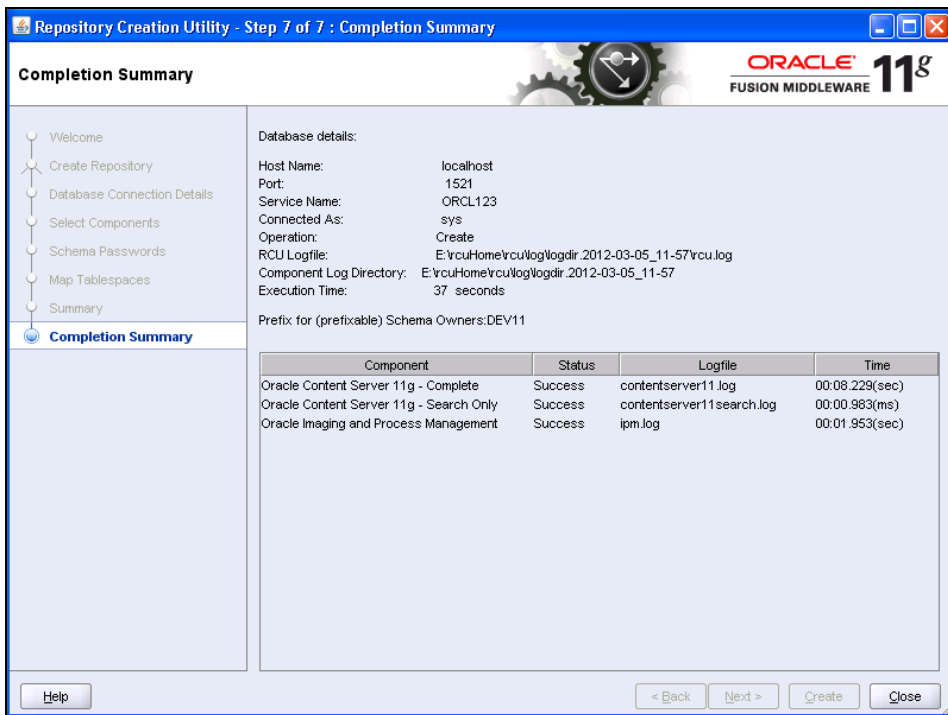 Repository Creation Utility - Step 7 of 7 : Completion Summary
Completion Summary
ORACLE
FUSION MIDDLEWARE
11g
Welcome
Create Repository
Database Connection Details
Select Components
Schema Passwords
Map Tablespaces
Summary
Completion Summary
Database details:
Host Name: localhost
Port: 1521
Service Name: ORCL123
Connected As: sys
Operation: Create
RCU Logfile: E:\rcuHome\rcu\log\logdir.2012-03-05_11-57\rcu.log
Component Log Directory: E:\rcuHome\rcu\log\logdir.2012-03-05_11-57
Execution Time: 37 seconds
Prefix for (prefixable) Schema Owners:DEV11
Component Status Logfile Time
Oracle Content Server 11g - Complete Success contentserver11.log 00:08.229(sec)
Oracle Content Server 11g - Search Only Success contentserver11search.log 00:00.983(ms)
Oracle Imaging and Process Management Success ipm.log 00:01.953(sec)
Help < Back Next > Create Close